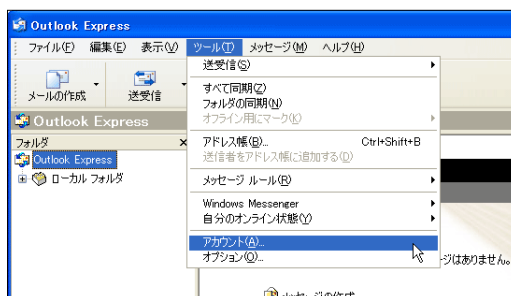 Outlook Express
ファイル(F) 編集(E) 表示(V) ツール(T) メッセージ(M) ヘルプ(H)
メールの作成 送受信
送受信(S)
すべて同期(Z)
フォルダの同期(N)
オフライン用にマーク(K)
アドレス帳(B)... Ctrl+Shift+B
送信者をアドレス帳に追加する(D)
メッセージ ルール(R)
Windows Messenger
自分のオンライン状態(Y)
アカウント(A)...
オプション(O)...
Outlook Express
フォルダ ×
Outlook Express
ローカル フォルダ
ージはありません。